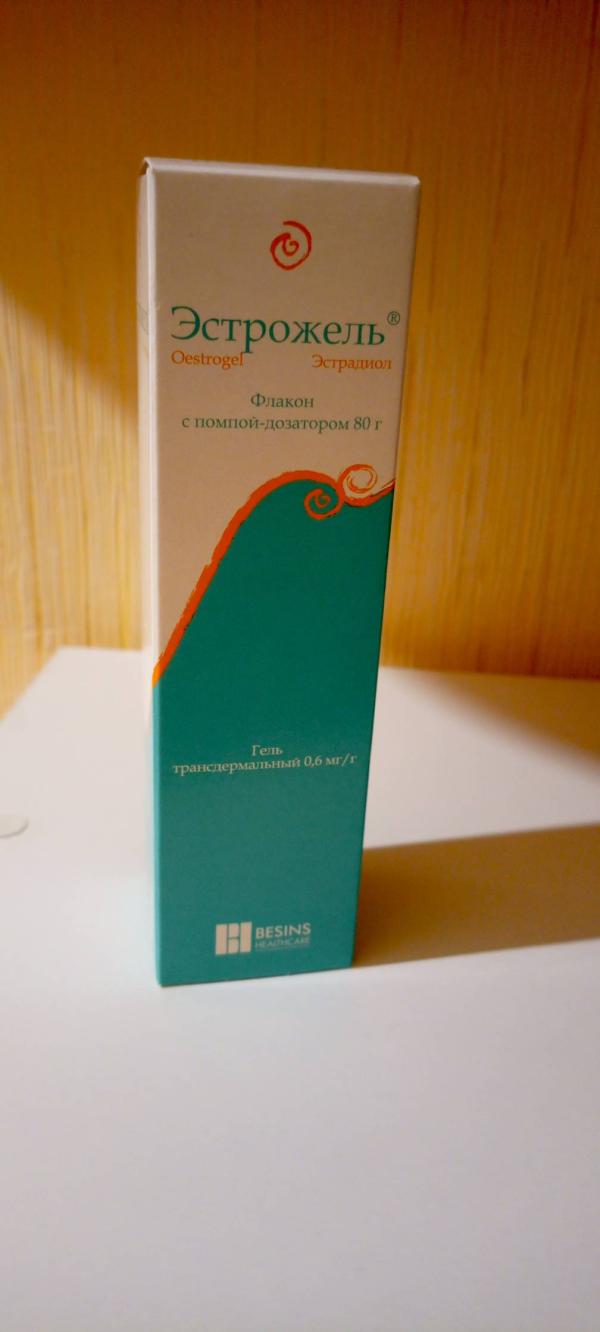 Эстрожель®
Oestrogel Эстрадиол
Флакон
с помпой-дозатором 80 г
Гель
трансдермальный 0,6 мг/г
BESINS
HEALTHCARE